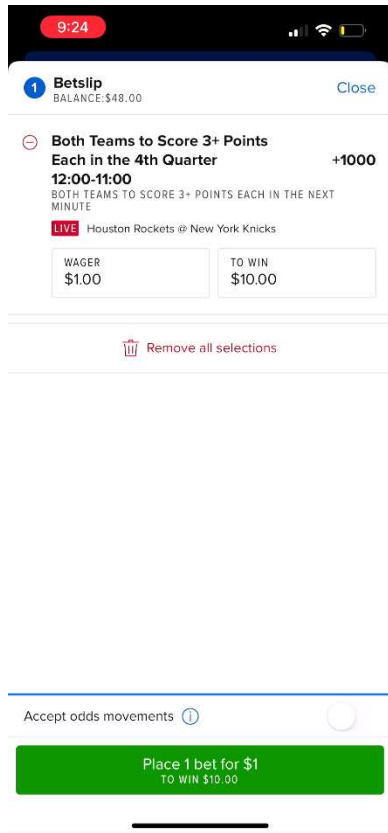 9:24
1 Betslip Close
BALANCE:$48.00
Both Teams to Score 3+ Points
Each in the 4th Quarter +1000
12:00-11:00
BOTH TEAMS TO SCORE 3+ POINTS EACH IN THE NEXT
MINUTE
LIVE Houston Rockets @ New York Knicks
WAGER TO WIN
$1.00 $10.00
Remove all selections
Accept odds movements i
Place 1 bet for $1
TO WIN $10.00